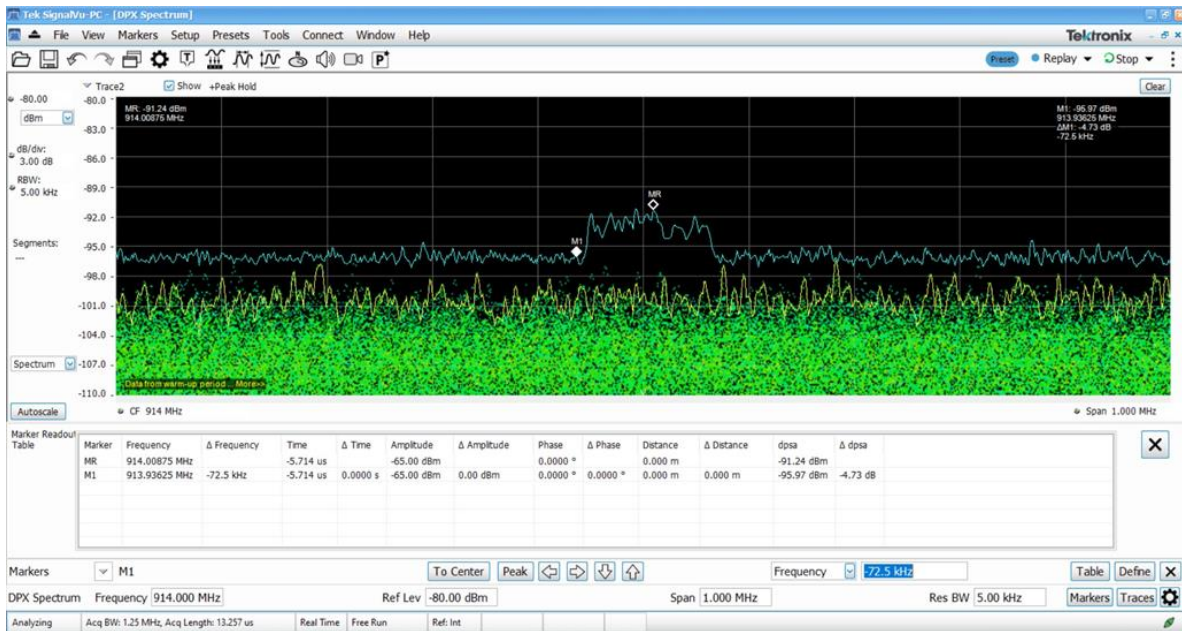 Tek SignalVu-PC - [DPX Spectrum]
File View Markers Setup Presets Tools Connect Window Help
Tektronix
Preset Replay Stop
Trace2 Show +Peak Hold Clear
-80.00
dBm
dB/div:
3.00 dB
RBW:
5.00 kHz
Segments:
---
Spectrum
Autoscale
-80.0
-83.0
-86.0
-89.0
-92.0
-95.0
-98.0
-101.0
-104.0
-107.0
-110.0
MR: -91.24 dBm
914.00875 MHz
M1: -95.97 dBm
913.93625 MHz
ΔM1: -4.73 dB
-72.5 kHz
MR
M1
Data from warm-up period... More>>
CF 914 MHz Span 1.000 MHz
Marker Readout
Table
Marker Frequency Δ Frequency Time Δ Time Amplitude Δ Amplitude Phase Δ Phase Distance Δ Distance dpsa Δ dpsa
MR 914.00875 MHz -5.714 us -65.00 dBm 0.0000 ° 0.000 m -91.24 dBm
M1 913.93625 MHz -72.5 kHz -5.714 us 0.0000 s -65.00 dBm 0.00 dBm 0.0000 ° 0.0000 ° 0.000 m 0.000 m -95.97 dBm -4.73 dB
Markers M1 To Center Peak Frequency -72.5 kHz Table Define X
DPX Spectrum Frequency 914.000 MHz Ref Lev -80.00 dBm Span 1.000 MHz Res BW 5.00 kHz Markers Traces
Analyzing Acq BW: 1.25 MHz, Acq Length: 13.257 us Real Time Free Run Ref: Int